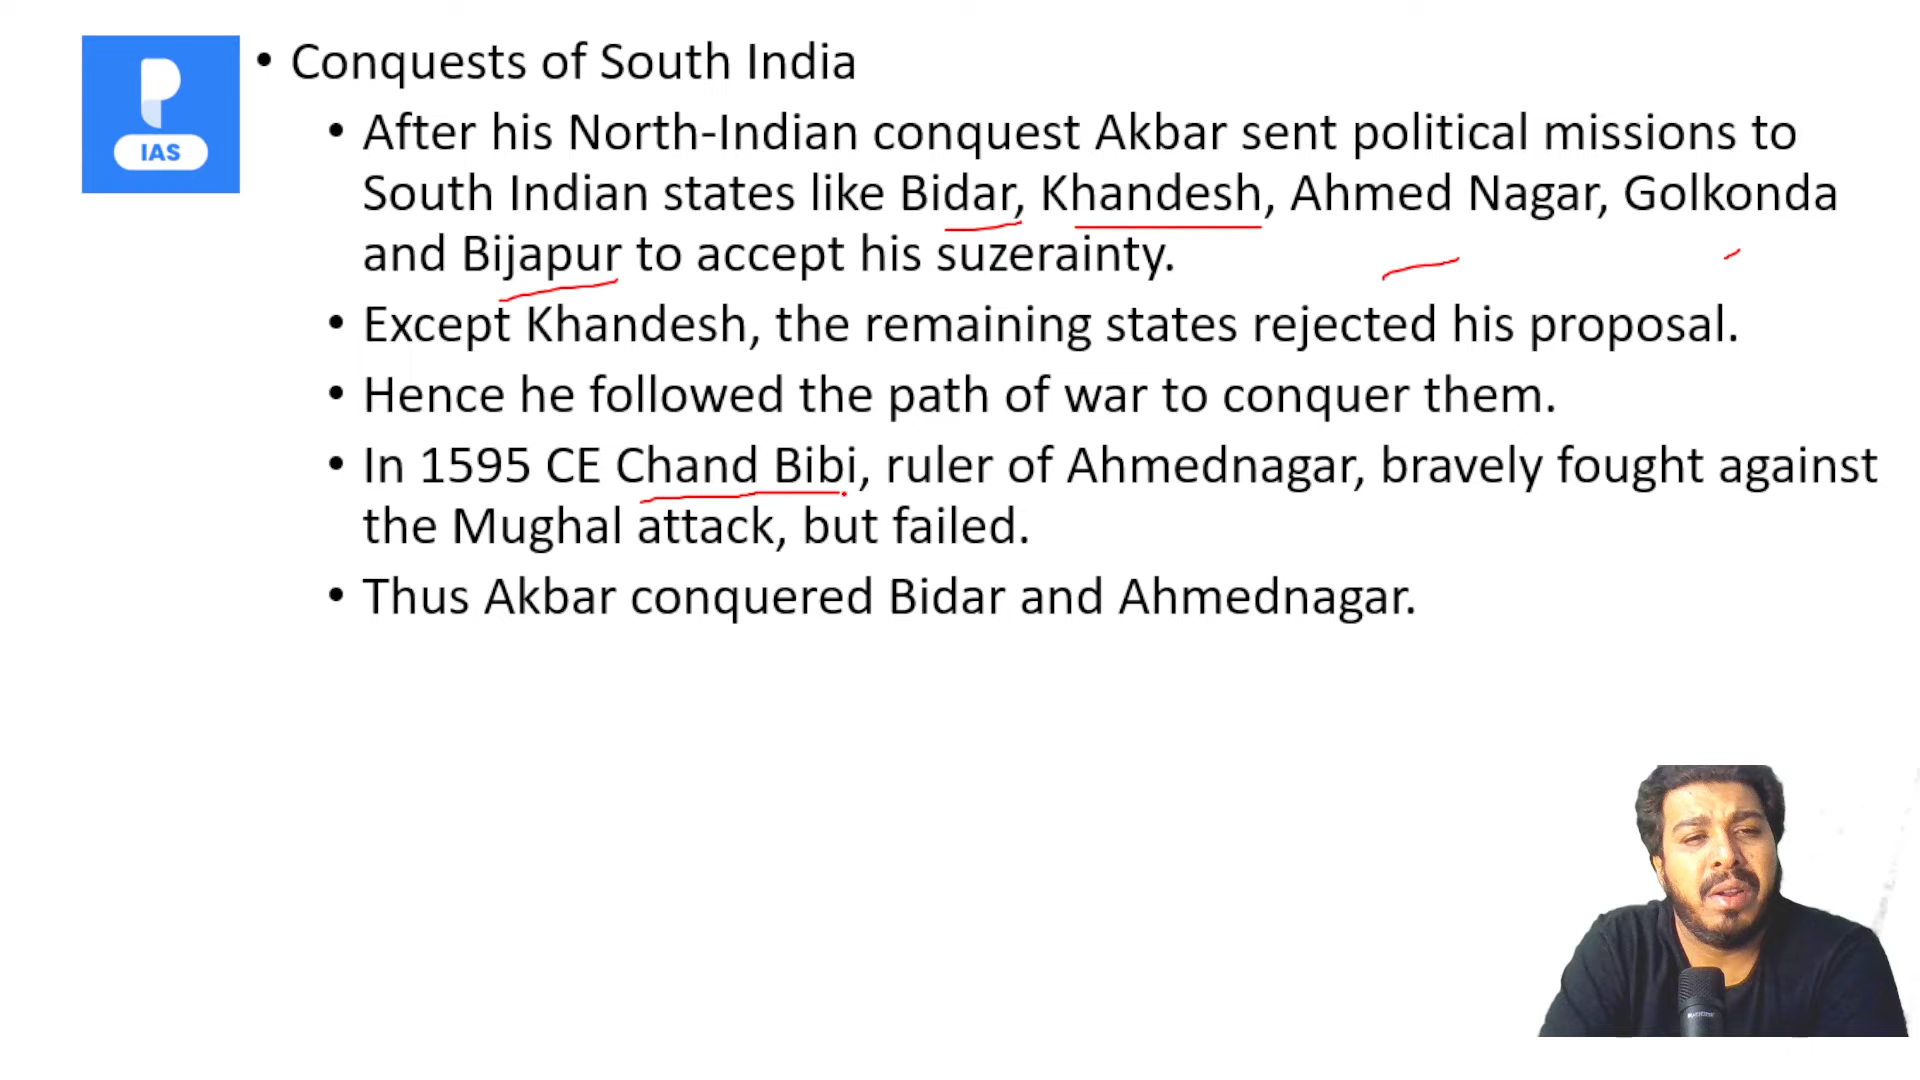 IAS
• Conquests of South India
• After his North-Indian conquest Akbar sent political missions to
South Indian states like Bidar, Khandesh, Ahmed Nagar, Golkonda
and Bijapur to accept his suzerainty.
• Except Khandesh, the remaining states rejected his proposal.
• Hence he followed the path of war to conquer them.
• In 1595 CE Chand Bibi, ruler of Ahmednagar, bravely fought against
the Mughal attack, but failed.
• Thus Akbar conquered Bidar and Ahmednagar.